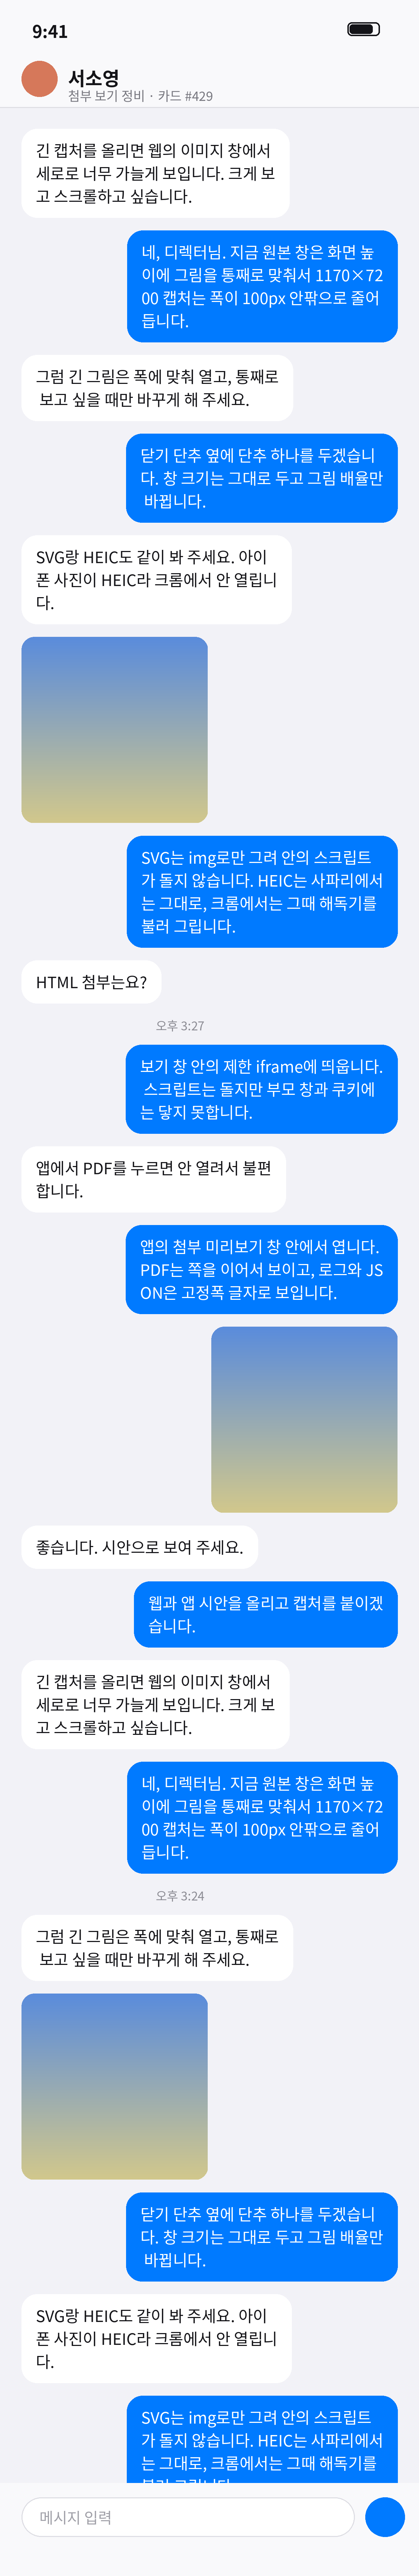 9:41
서소영
첨부 보기 정비 · 카드 #429
긴 캡처를 올리면 웹의 이미지 창에서
세로로 너무 가늘게 보입니다. 크게 보
고 스크롤하고 싶습니다.
네, 디렉터님. 지금 원본 창은 화면 높
이에 그림을 통째로 맞춰서 1170×72
00 캡처는 폭이 100px 안팎으로 줄어
듭니다.
그럼 긴 그림은 폭에 맞춰 열고, 통째로
보고 싶을 때만 바꾸게 해 주세요.
닫기 단추 옆에 단추 하나를 두겠습니
다. 창 크기는 그대로 두고 그림 배율만
바뀝니다.
SVG랑 HEIC도 같이 봐 주세요. 아이
폰 사진이 HEIC라 크롬에서 안 열립니
다.
SVG는 img로만 그려 안의 스크립트
가 돌지 않습니다. HEIC는 사파리에서
는 그대로, 크롬에서는 그때 해독기를
불러 그립니다.
HTML 첨부는요?
오후 3:27
보기 창 안의 제한 iframe에 띄웁니다.
스크립트는 돌지만 부모 창과 쿠키에
는 닿지 못합니다.
앱에서 PDF를 누르면 안 열려서 불편
합니다.
앱의 첨부 미리보기 창 안에서 엽니다.
PDF는 쪽을 이어서 보이고, 로그와 JS
ON은 고정폭 글자로 보입니다.
좋습니다. 시안으로 보여 주세요.
웹과 앱 시안을 올리고 캡처를 붙이겠
습니다.
긴 캡처를 올리면 웹의 이미지 창에서
세로로 너무 가늘게 보입니다. 크게 보
고 스크롤하고 싶습니다.
네, 디렉터님. 지금 원본 창은 화면 높
이에 그림을 통째로 맞춰서 1170×72
00 캡처는 폭이 100px 안팎으로 줄어
듭니다.
오후 3:24
그럼 긴 그림은 폭에 맞춰 열고, 통째로
보고 싶을 때만 바꾸게 해 주세요.
닫기 단추 옆에 단추 하나를 두겠습니
다. 창 크기는 그대로 두고 그림 배율만
바뀝니다.
SVG랑 HEIC도 같이 봐 주세요. 아이
폰 사진이 HEIC라 크롬에서 안 열립니
다.
SVG는 img로만 그려 안의 스크립트
가 돌지 않습니다. HEIC는 사파리에서
는 그대로, 크롬에서는 그때 해독기를
메시지 입력